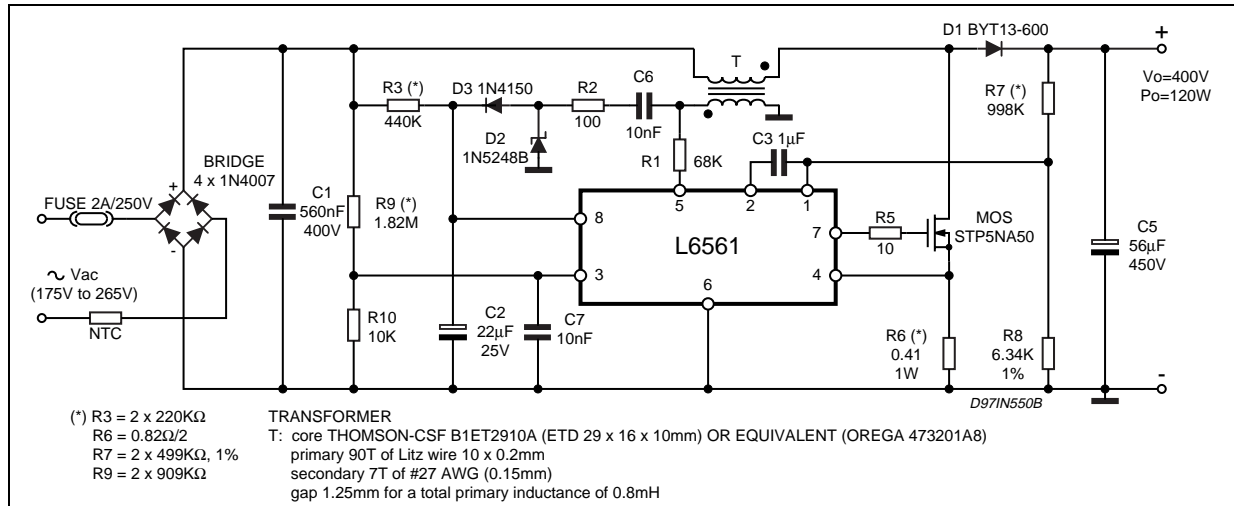 D1 BYT13-600
+
T
Vo=400V
Po=120W
R3 (*)
440K
D3 1N4150
R2
100
C6
10nF
R7 (*)
998K
D2
1N5248B
C3 1µF
R1
68K
BRIDGE
4 x 1N4007
+
-
FUSE 2A/250V
C1
560nF
400V
R9 (*)
1.82M
5
2
1
8
7
3
4
6
L6561
R5
10
MOS
STP5NA50
C5
56µF
450V
Vac
(175V to 265V)
NTC
R10
10K
C2
22µF
25V
C7
10nF
R6 (*)
0.41
1W
R8
6.34K
1%
-
D97IN550B
(*) R3 = 2 x 220KΩ
R6 = 0.82Ω/2
R7 = 2 x 499KΩ, 1%
R9 = 2 x 909KΩ
TRANSFORMER
T: core THOMSON-CSF B1ET2910A (ETD 29 x 16 x 10mm) OR EQUIVALENT (OREGA 473201A8)
primary 90T of Litz wire 10 x 0.2mm
secondary 7T of #27 AWG (0.15mm)
gap 1.25mm for a total primary inductance of 0.8mH